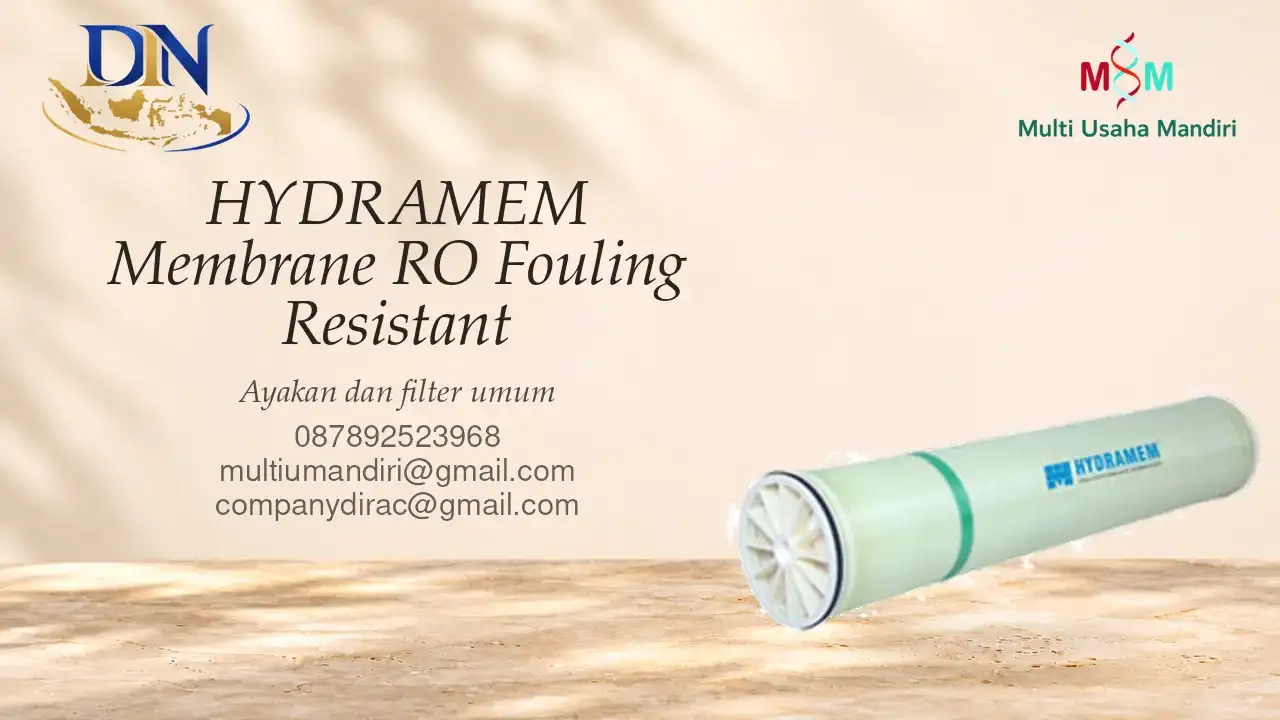 DIN
M M
Multi Usaha Mandiri
HYDRAMEM
Membrane RO Fouling
Resistant
Ayakan dan filter umum
087892523968
multiumandiri@gmail.com
companydirac@gmail.com
HYDRAMEM